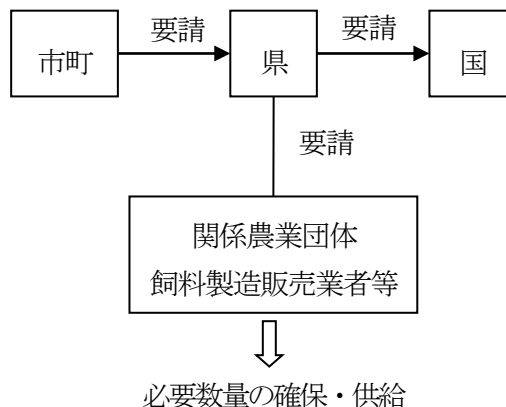 要請
要請
市町
県
国
要請
関係農業団体
飼料製造販売業者等
必要数量の確保・供給